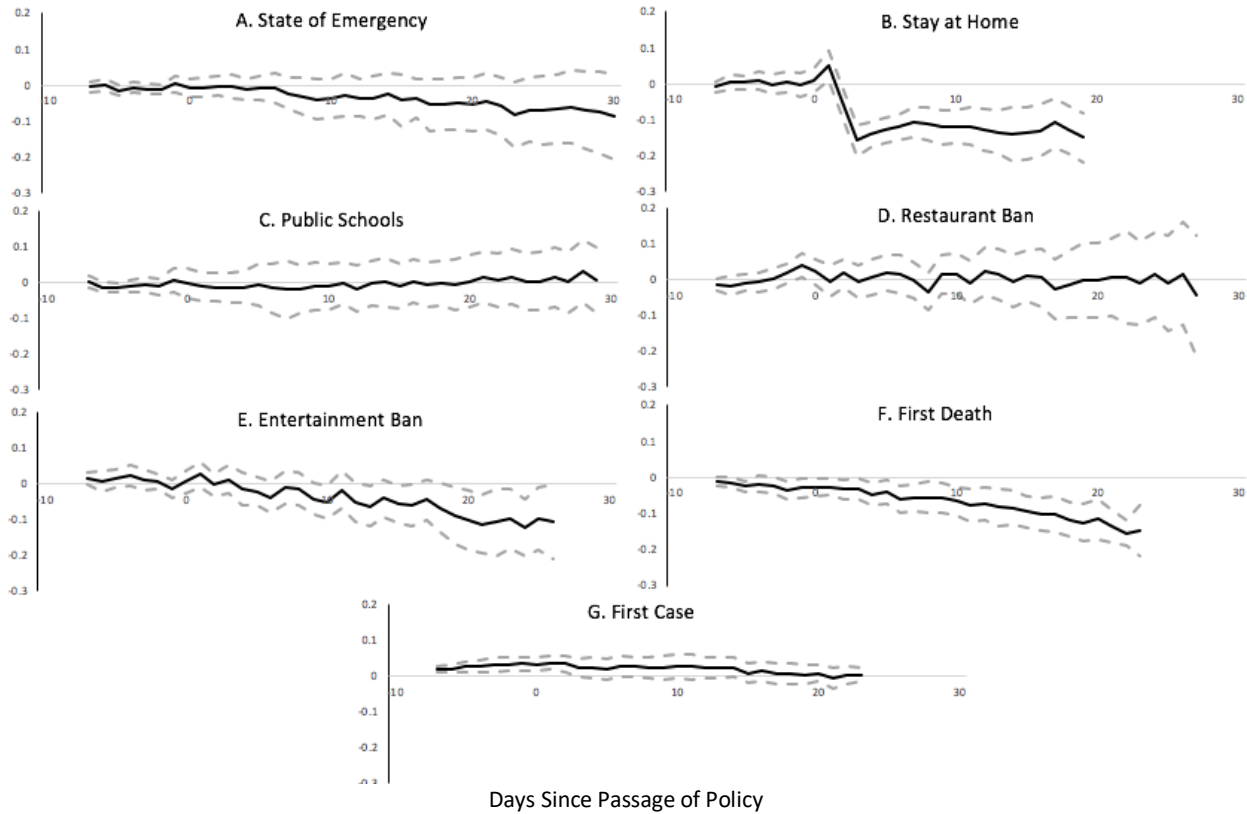 A. State of Emergency
0.2
0.1
0
-0.1
-0.2
-0.3
-10 0 10 20 30
B. Stay at Home
0.2
0.1
0
-0.1
-0.2
-0.3
-10 0 10 20 30
C. Public Schools
0.2
0.1
0
-0.1
-0.2
-0.3
-10 0 10 20 30
D. Restaurant Ban
0.2
0.1
0
-0.1
-0.2
-0.3
-10 0 10 20 30
E. Entertainment Ban
0.2
0.1
0
-0.1
-0.2
-0.3
-10 0 10 20 30
F. First Death
0.2
0.1
0
-0.1
-0.2
-0.3
-10 0 10 20 30
G. First Case
0.2
0.1
0
-0.1
-0.2
-0.3
-10 0 10 20 30
Days Since Passage of Policy